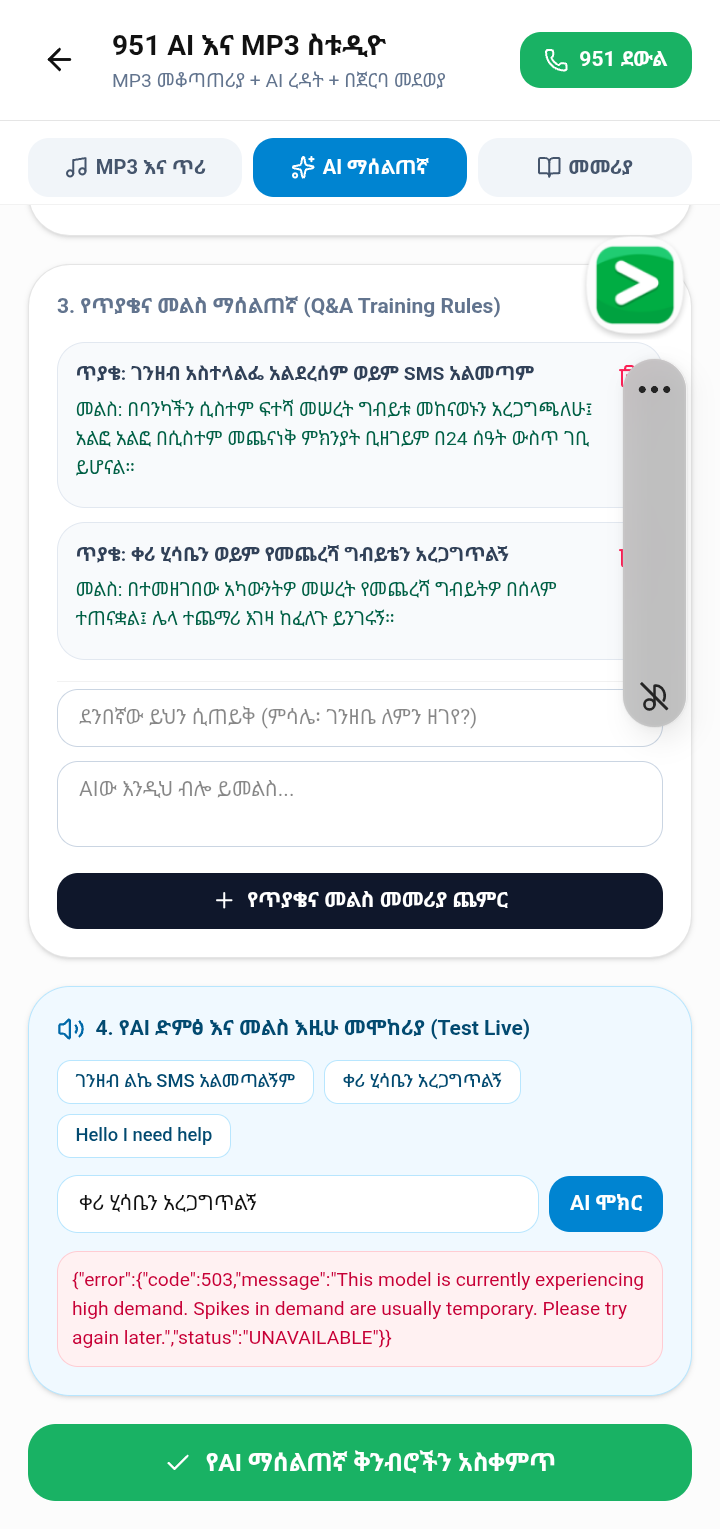 951 AI እና MP3 ስቱዲዮ
MP3 መቆጣጠሪያ + AI ረዳት + በጀርባ መደወያ
951 ደውል
MP3 እና ጥሪ
AI ማሰልጠኛ
መመሪያ
3. የጥያቄና መልስ ማሰልጠኛ (Q&A Training Rules)
ጥያቄ: ገንዘብ አስተላልፌ አልደረሰም ወይም SMS አልመጣም
መልስ: በባንካችን ሲስተም ፍተሻ መሠረት ግብይቱ መከናወኑን አረጋግጫለሁ፤
አልፎ አልፎ በሲስተም መጨናነቅ ምክንያት ቢዘገይም በ24 ሰዓት ውስጥ ገቢ
ይሆናል።
ጥያቄ: ቀሪ ሂሳቤን ወይም የመጨረሻ ግብይቴን አረጋግጥልኝ
መልስ: በተመዘገበው አካውንትዎ መሠረት የመጨረሻ ግብይትዎ በሰላም
ተጠናቋል፤ ሌላ ተጨማሪ እገዛ ከፈለጉ ይንገሩኝ።
ደንበኛው ይህን ሲጠይቅ (ምሳሌ፡ ገንዘቤ ለምን ዘገየ?)
AIው እንዲህ ብሎ ይመልስ...
+ የጥያቄና መልስ መመሪያ ጨምር
4. የAI ድምፅ እና መልስ እዚሁ መሞከሪያ (Test Live)
ገንዘብ ልኬ SMS አልመጣልኝም
ቀሪ ሂሳቤን አረጋግጥልኝ
Hello I need help
ቀሪ ሂሳቤን አረጋግጥልኝ
AI ሞክር
{"error":{"code":503,"message":"This model is currently experiencing
high demand. Spikes in demand are usually temporary. Please try
again later.","status":"UNAVAILABLE"}}
የAI ማሰልጠኛ ቅንብሮችን አስቀምጥ